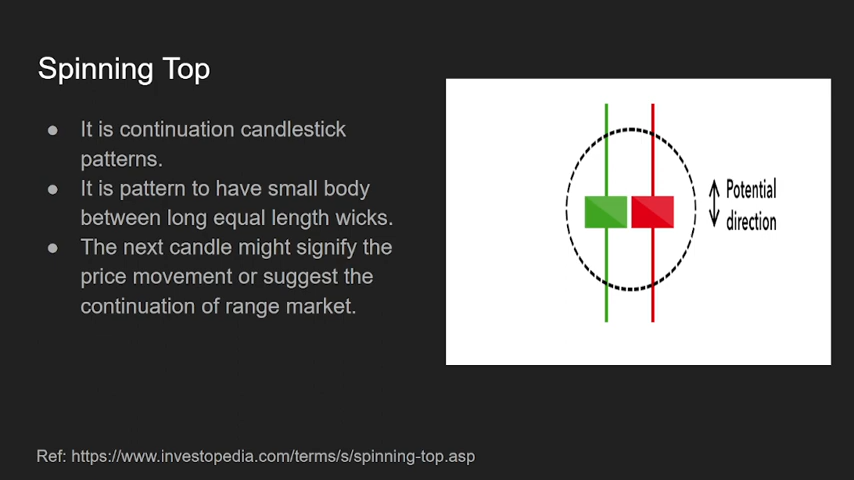 Spinning Top
● It is continuation candlestick
patterns.
● It is pattern to have small body
between long equal length wicks.
● The next candle might signify the
price movement or suggest the
continuation of range market.
Potential
direction
Ref: https://www.investopedia.com/terms/s/spinning-top.asp